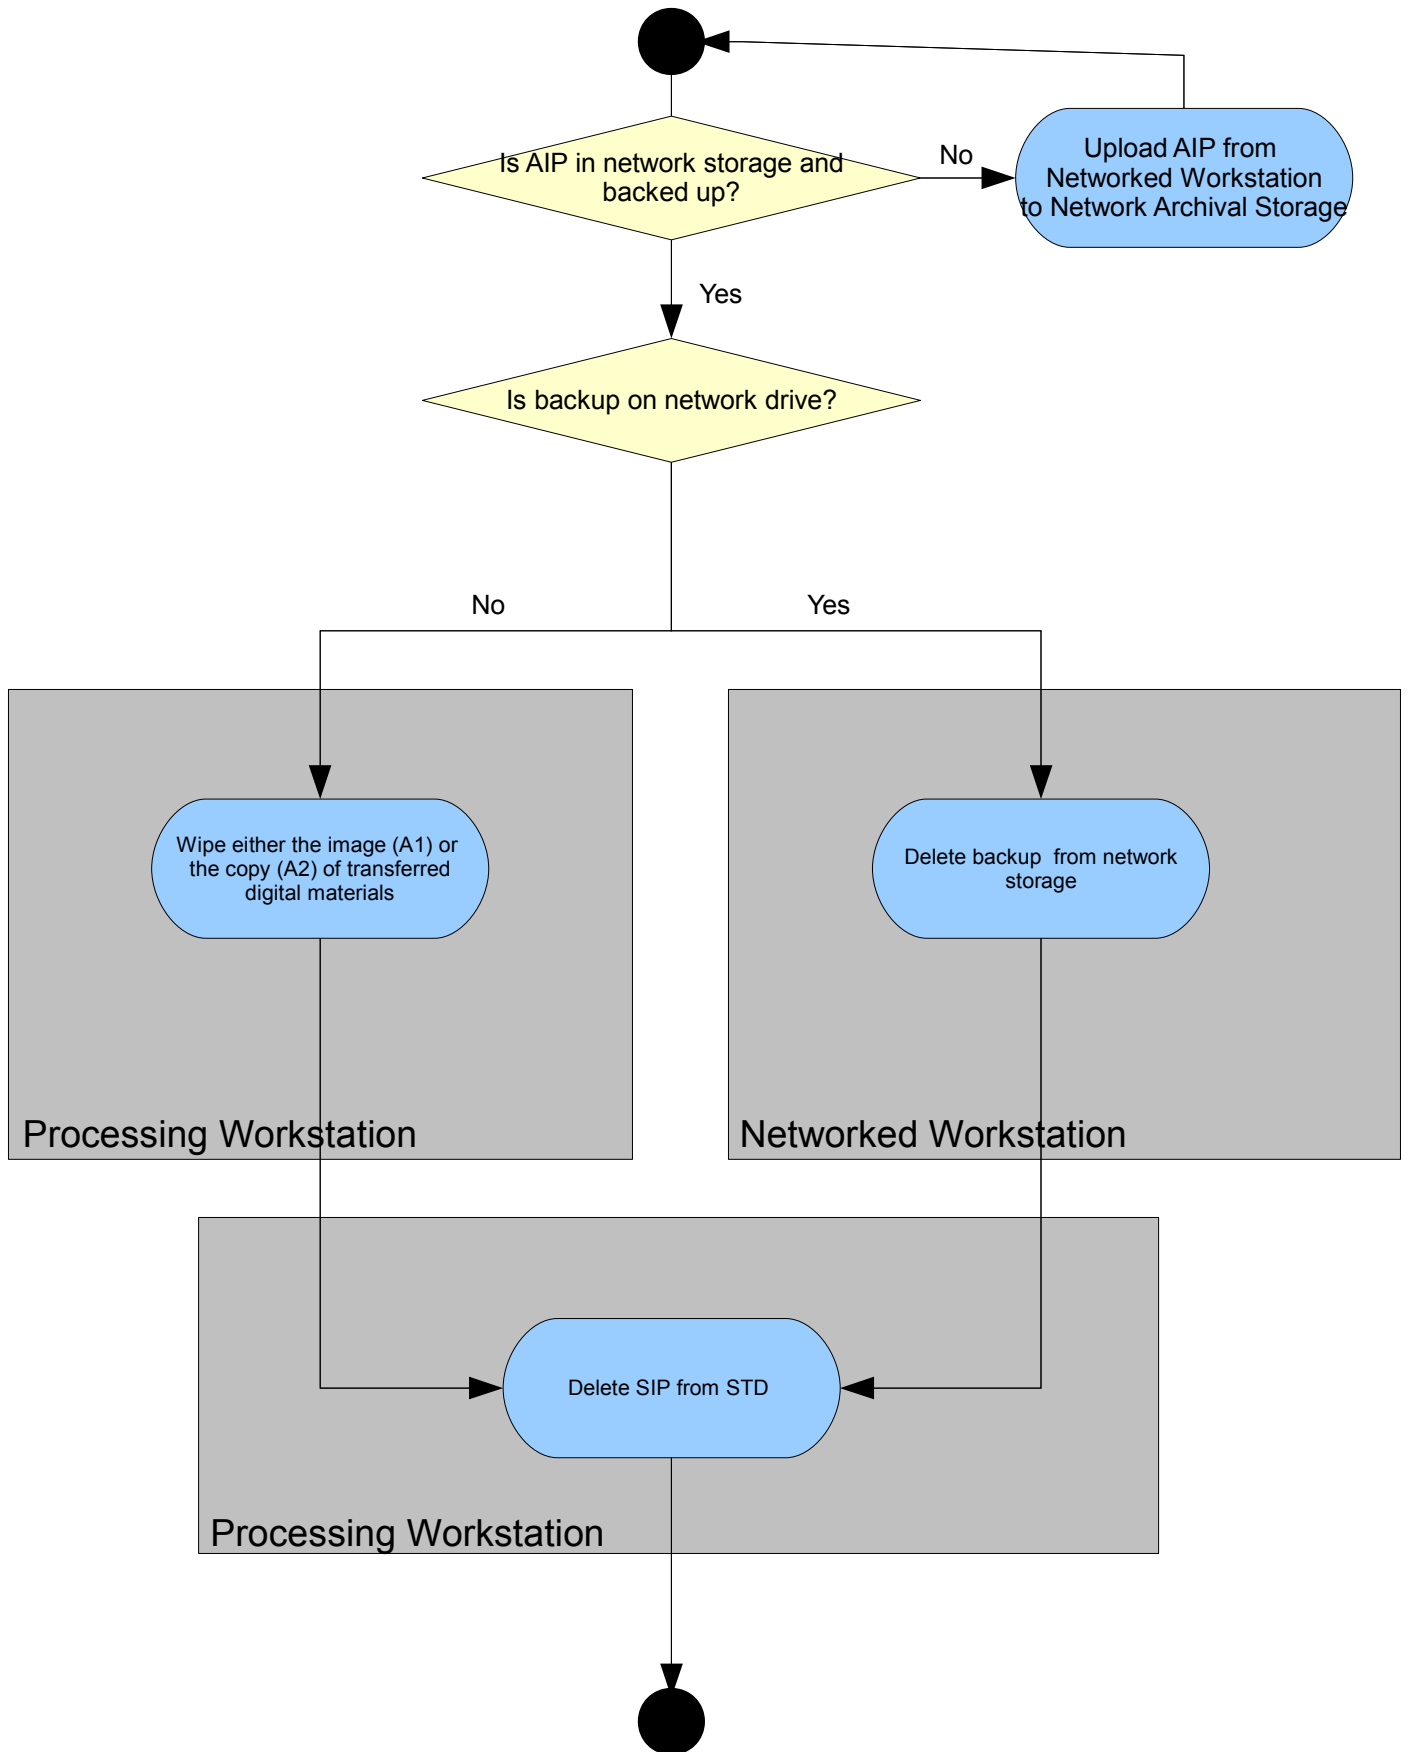 Is AIP in network storage and
backed up?
No
Upload AIP from
Networked Workstation
to Network Archival Storage
Yes
Is backup on network drive?
No
Yes
Wipe either the image (A1) or
the copy (A2) of transferred
digital materials
Delete backup  from network
storage
Processing Workstation
Networked Workstation
Delete SIP from STD
Processing Workstation